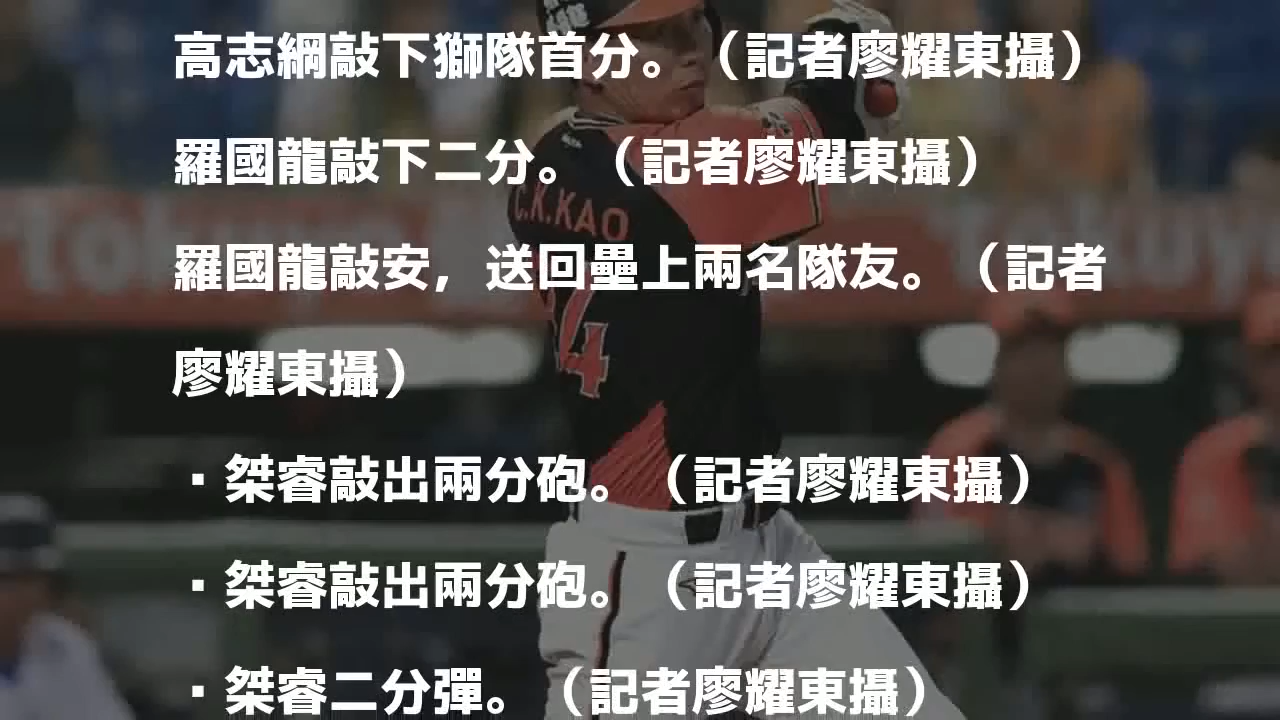 高志綱敲下獅隊首分。（記者廖耀東攝）
羅國龍敲下二分。（記者廖耀東攝）
羅國龍敲安，送回壘上兩名隊友。（記者
廖耀東攝）
·桀睿敲出兩分砲。（記者廖耀東攝）
·桀睿敲出兩分砲。（記者廖耀東攝）
·桀睿二分彈。（記者廖耀東攝）
C.K.KAO
Tokuyo
Tokuyo